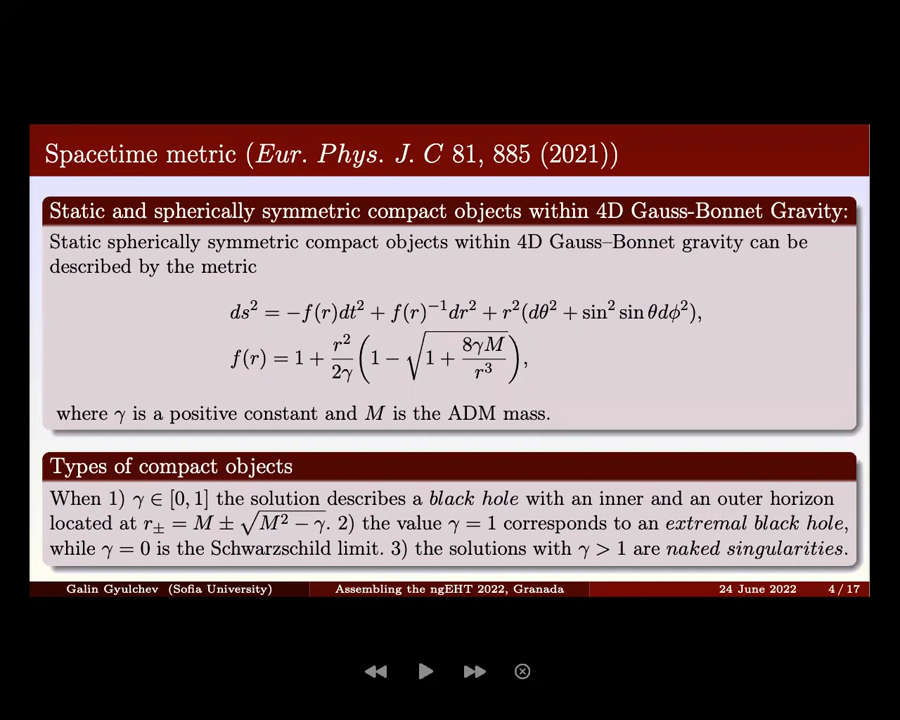 Spacetime metric (Eur. Phys. J. C 81, 885 (2021))
Static and spherically symmetric compact objects within 4D Gauss-Bonnet Gravity:
Static spherically symmetric compact objects within 4D Gauss–Bonnet gravity can be
described by the metric
ds² = −f(r)dt² + f(r)⁻¹dr² + r²(dθ² + sin² sin θdϕ²),
f(r) = 1 + r²/2γ (1 − √(1 + 8γM/r³)),
where γ is a positive constant and M is the ADM mass.
Types of compact objects
When 1) γ ∈ [0, 1] the solution describes a black hole with an inner and an outer horizon
located at r± = M ± √(M² − γ). 2) the value γ = 1 corresponds to an extremal black hole,
while γ = 0 is the Schwarzschild limit. 3) the solutions with γ > 1 are naked singularities.
Galin Gyulchev (Sofia University) Assembling the ngEHT 2022, Granada 24 June 2022 4 / 17